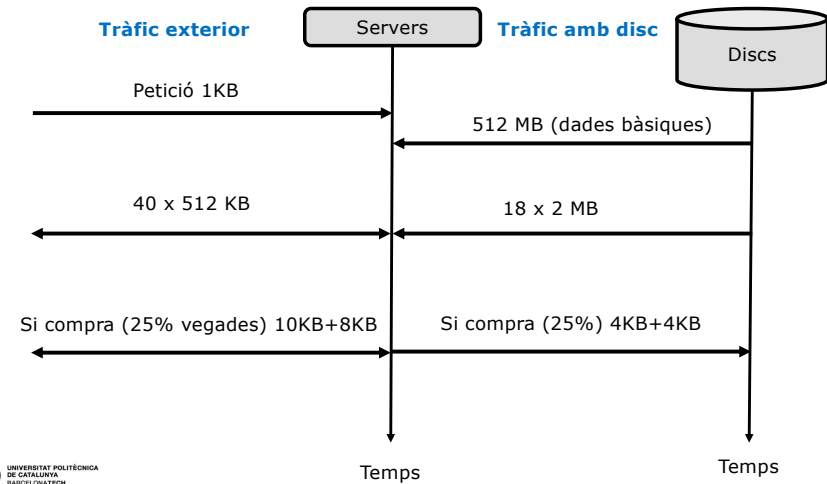 Tràfic exterior
Servers
Tràfic amb disc
Discs
Petició 1KB
512 MB (dades bàsiques)
40 x 512 KB
18 x 2 MB
Si compra (25% vegades) 10KB+8KB
Si compra (25%) 4KB+4KB
Temps
Temps
UNIVERSITAT POLITÈCNICA
DE CATALUNYA
BARCELONATECH